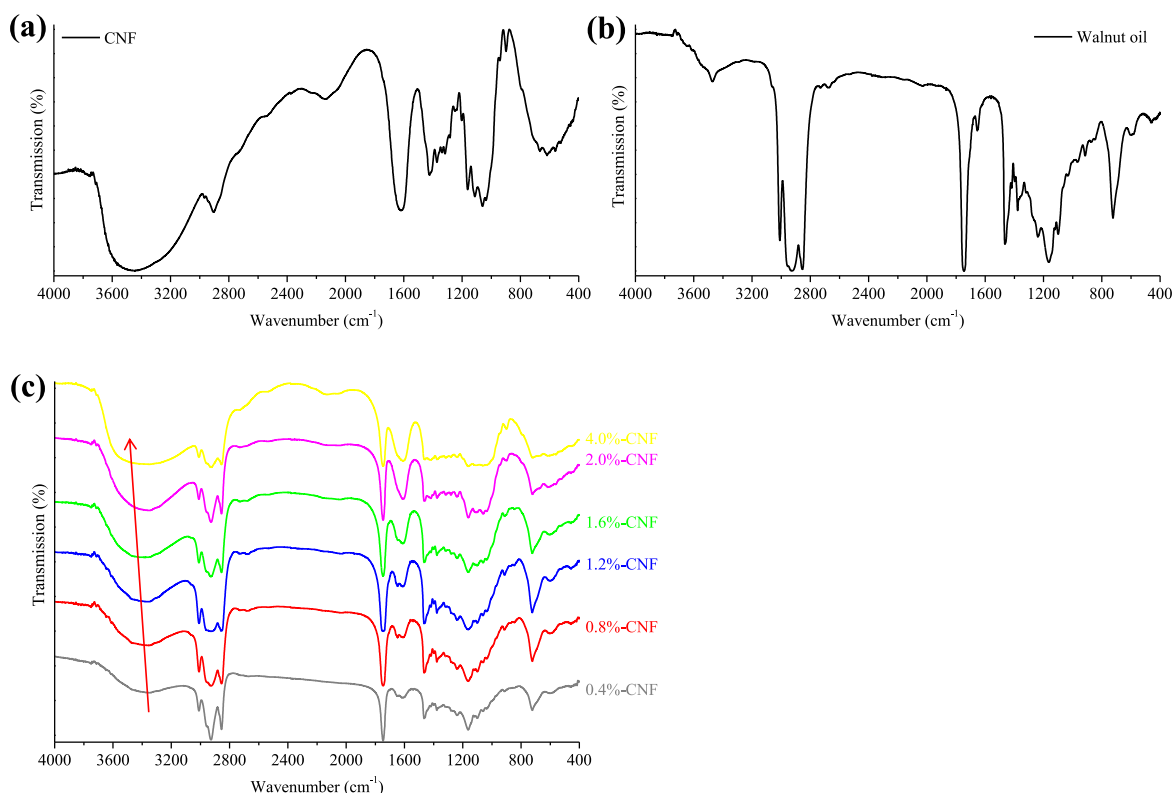 (a)
CNF
Transmission (%)
4000 3600 3200 2800 2400 2000 1600 1200 800 400
Wavenumber (cm⁻¹)
(b)
Walnut oil
Transmission (%)
4000 3600 3200 2800 2400 2000 1600 1200 800 400
Wavenumber (cm⁻¹)
(c)
4.0%-CNF
2.0%-CNF
1.6%-CNF
1.2%-CNF
0.8%-CNF
0.4%-CNF
Transmission (%)
4000 3600 3200 2800 2400 2000 1600 1200 800 400
Wavenumber (cm⁻¹)